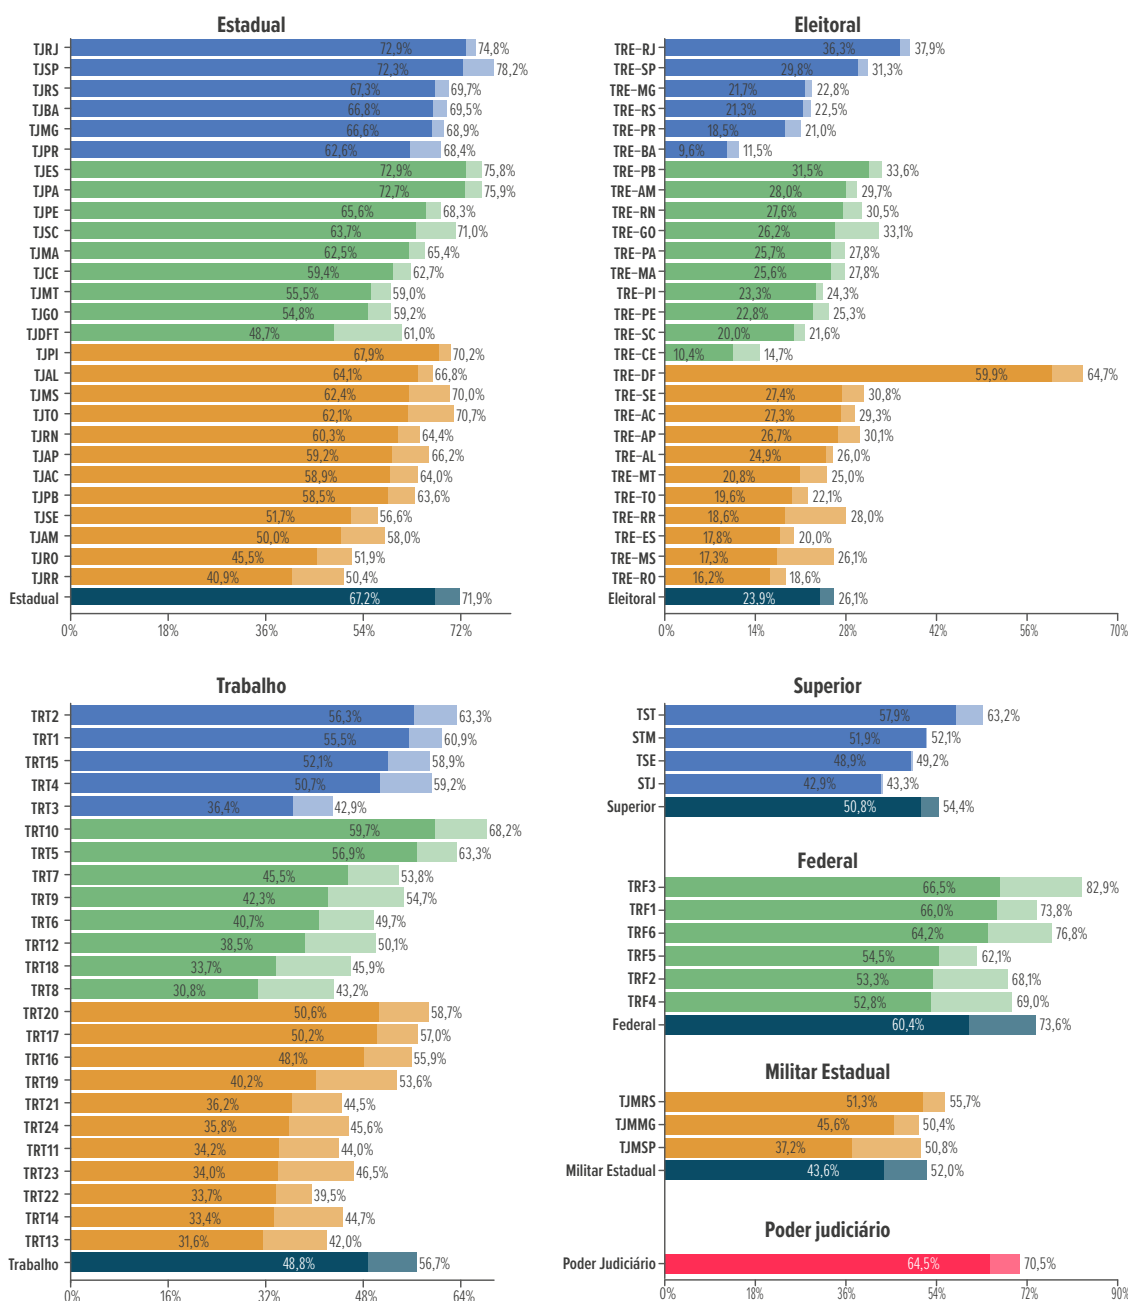 Estadual
TJRJ 72,9% 74,8%
TJSP 72,3% 78,2%
TJRS 67,3% 69,7%
TJBA 66,8% 69,5%
TJMG 66,6% 68,9%
TJPR 62,6% 68,4%
TJES 72,9% 75,8%
TJPA 72,7% 75,9%
TJPE 65,6% 68,3%
TJSC 63,7% 71,0%
TJMA 62,5% 65,4%
TJCE 59,4% 62,7%
TJMT 55,5% 59,0%
TJGO 54,8% 59,2%
TJDFT 48,7% 61,0%
TJPI 67,9% 70,2%
TJAL 64,1% 66,8%
TJMS 62,4% 70,0%
TJTO 62,1% 70,7%
TJRN 60,3% 64,4%
TJAP 59,2% 66,2%
TJAC 58,9% 64,0%
TJPB 58,5% 63,6%
TJSE 51,7% 56,6%
TJAM 50,0% 58,0%
TJRO 45,5% 51,9%
TJRR 40,9% 50,4%
Estadual 67,2% 71,9%
0% 18% 36% 54% 72%
Eleitoral
TRE-RJ 36,3% 37,9%
TRE-SP 29,8% 31,3%
TRE-MG 21,7% 22,8%
TRE-RS 21,3% 22,5%
TRE-PR 18,5% 21,0%
TRE-BA 9,6% 11,5%
TRE-PB 31,5% 33,6%
TRE-AM 28,0% 29,7%
TRE-RN 27,6% 30,5%
TRE-GO 26,2% 33,1%
TRE-PA 25,7% 27,8%
TRE-MA 25,6% 27,8%
TRE-PI 23,3% 24,3%
TRE-PE 22,8% 25,3%
TRE-SC 20,0% 21,6%
TRE-CE 10,4% 14,7%
TRE-DF 59,9% 64,7%
TRE-SE 27,4% 30,8%
TRE-AC 27,3% 29,3%
TRE-AP 26,7% 30,1%
TRE-AL 24,9% 26,0%
TRE-MT 20,8% 25,0%
TRE-TO 19,6% 22,1%
TRE-RR 18,6% 28,0%
TRE-ES 17,8% 20,0%
TRE-MS 17,3% 26,1%
TRE-RO 16,2% 18,6%
Eleitoral 23,9% 26,1%
0% 14% 28% 42% 56% 70%
Trabalho
TRT2 56,3% 63,3%
TRT1 55,5% 60,9%
TRT15 52,1% 58,9%
TRT4 50,7% 59,2%
TRT3 36,4% 42,9%
TRT10 59,7% 68,2%
TRT5 56,9% 63,3%
TRT7 45,5% 53,8%
TRT9 42,3% 54,7%
TRT6 40,7% 49,7%
TRT12 38,5% 50,1%
TRT18 33,7% 45,9%
TRT8 30,8% 43,2%
TRT20 50,6% 58,7%
TRT17 50,2% 57,0%
TRT16 48,1% 55,9%
TRT19 40,2% 53,6%
TRT21 36,2% 44,5%
TRT24 35,8% 45,6%
TRT11 34,2% 44,0%
TRT23 34,0% 46,5%
TRT22 33,7% 39,5%
TRT14 33,4% 44,7%
TRT13 31,6% 42,0%
Trabalho 48,8% 56,7%
0% 16% 32% 48% 64%
Superior
TST 57,9% 63,2%
STM 51,9% 52,1%
TSE 48,9% 49,2%
STJ 42,9% 43,3%
Superior 50,8% 54,4%
Federal
TRF3 66,5% 82,9%
TRF1 66,0% 73,8%
TRF6 64,2% 76,8%
TRF5 54,5% 62,1%
TRF2 53,3% 68,1%
TRF4 52,8% 69,0%
Federal 60,4% 73,6%
Militar Estadual
TJMRS 51,3% 55,7%
TJMMG 45,6% 50,4%
TJMSP 37,2% 50,8%
Militar Estadual 43,6% 52,0%
Poder judiciário
Poder Judiciário 64,5% 70,5%
0% 18% 36% 54% 72% 90%